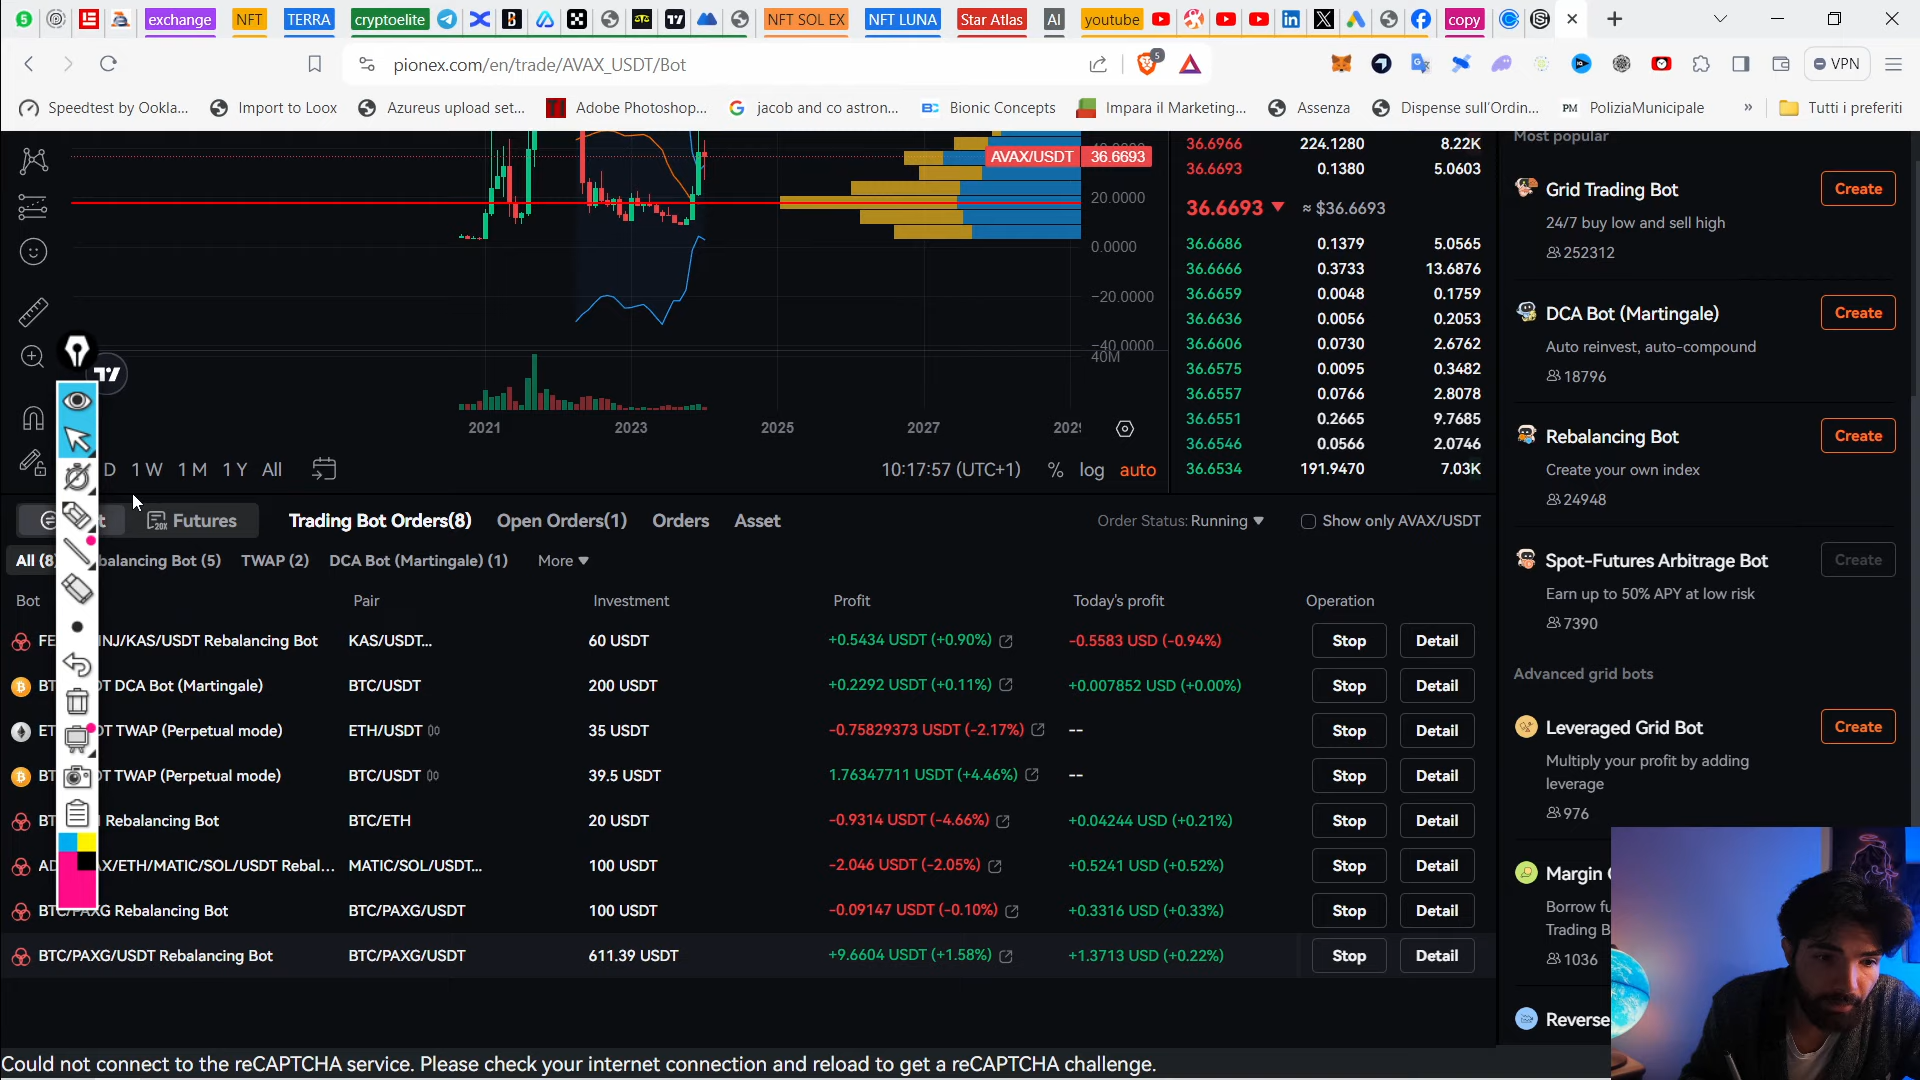 exchange NFT TERRA cryptoelite NFT SOL EX NFT LUNA Star Atlas AI youtube copy
pionex.com/en/trade/AVAX_USDT/Bot 5 VPN
Speedtest by Ookla... Import to Loox Azureus upload set... Adobe Photoshop... jacob and co astron... Bionic Concepts Impara il Marketing... Assenza Dispense sull'Ordin... PM PoliziaMunicipale » Tutti i preferiti
AVAX/USDT 36.6693
20.0000
0.0000
−20.0000
−40.0000
40M
2021 2023 2025 2027
D 1 W 1 M 1 Y All 10:17:57 (UTC+1) % log auto
36.6966 224.1280 8.22K
36.6693 0.1380 5.0603
36.6693 ≈ $36.6693
36.6686 0.1379 5.0565
36.6666 0.3733 13.6876
36.6659 0.0048 0.1759
36.6636 0.0056 0.2053
36.6606 0.0730 2.6762
36.6575 0.0095 0.3482
36.6557 0.0766 2.8078
36.6551 0.2665 9.7685
36.6546 0.0566 2.0746
36.6534 191.9470 7.03K
Most popular
Grid Trading Bot Create
24/7 buy low and sell high
252312
DCA Bot (Martingale) Create
Auto reinvest, auto-compound
18796
Rebalancing Bot Create
Create your own index
24948
Spot-Futures Arbitrage Bot Create
Earn up to 50% APY at low risk
7390
Advanced grid bots
Leveraged Grid Bot Create
Multiply your profit by adding
leverage
976
Margin
Borrow fu
Trading B
1036
Reverse
20X Futures Trading Bot Orders(8) Open Orders(1) Orders Asset Order Status: Running Show only AVAX/USDT
All (8) balancing Bot (5) TWAP (2) DCA Bot (Martingale) (1) More
Bot Pair Investment Profit Today's profit Operation
FE INJ/KAS/USDT Rebalancing Bot KAS/USDT... 60 USDT +0.5434 USDT (+0.90%) -0.5583 USD (-0.94%) Stop Detail
BT DT DCA Bot (Martingale) BTC/USDT 200 USDT +0.2292 USDT (+0.11%) +0.007852 USD (+0.00%) Stop Detail
ET DT TWAP (Perpetual mode) ETH/USDT 35 USDT -0.75829373 USDT (-2.17%) -- Stop Detail
BT DT TWAP (Perpetual mode) BTC/USDT 39.5 USDT 1.76347711 USDT (+4.46%) -- Stop Detail
BT Rebalancing Bot BTC/ETH 20 USDT -0.9314 USDT (-4.66%) +0.04244 USD (+0.21%) Stop Detail
AD AX/ETH/MATIC/SOL/USDT Rebal... MATIC/SOL/USDT... 100 USDT -2.046 USDT (-2.05%) +0.5241 USD (+0.52%) Stop Detail
BTC/PAXG Rebalancing Bot BTC/PAXG/USDT 100 USDT -0.09147 USDT (-0.10%) +0.3316 USD (+0.33%) Stop Detail
BTC/PAXG/USDT Rebalancing Bot BTC/PAXG/USDT 611.39 USDT +9.6604 USDT (+1.58%) +1.3713 USD (+0.22%) Stop Detail
Could not connect to the reCAPTCHA service. Please check your internet connection and reload to get a reCAPTCHA challenge.